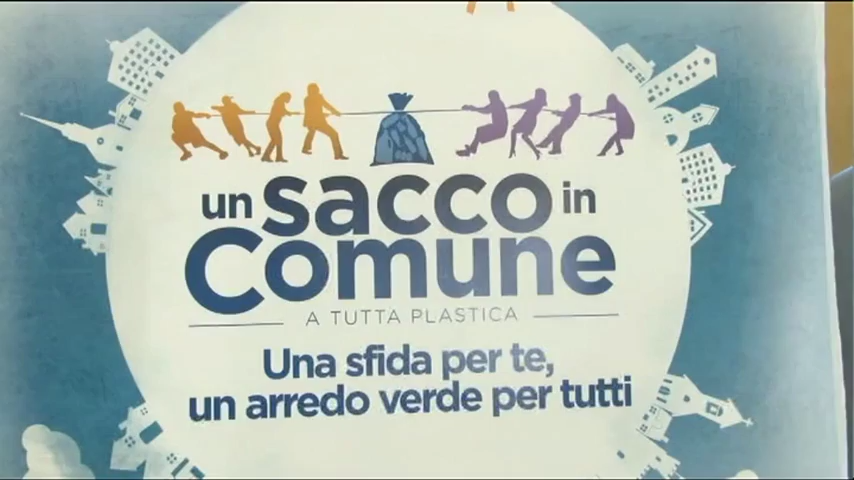 un sacco in
Comune
A TUTTA PLASTICA
Una sfida per te,
un arredo verde per tutti